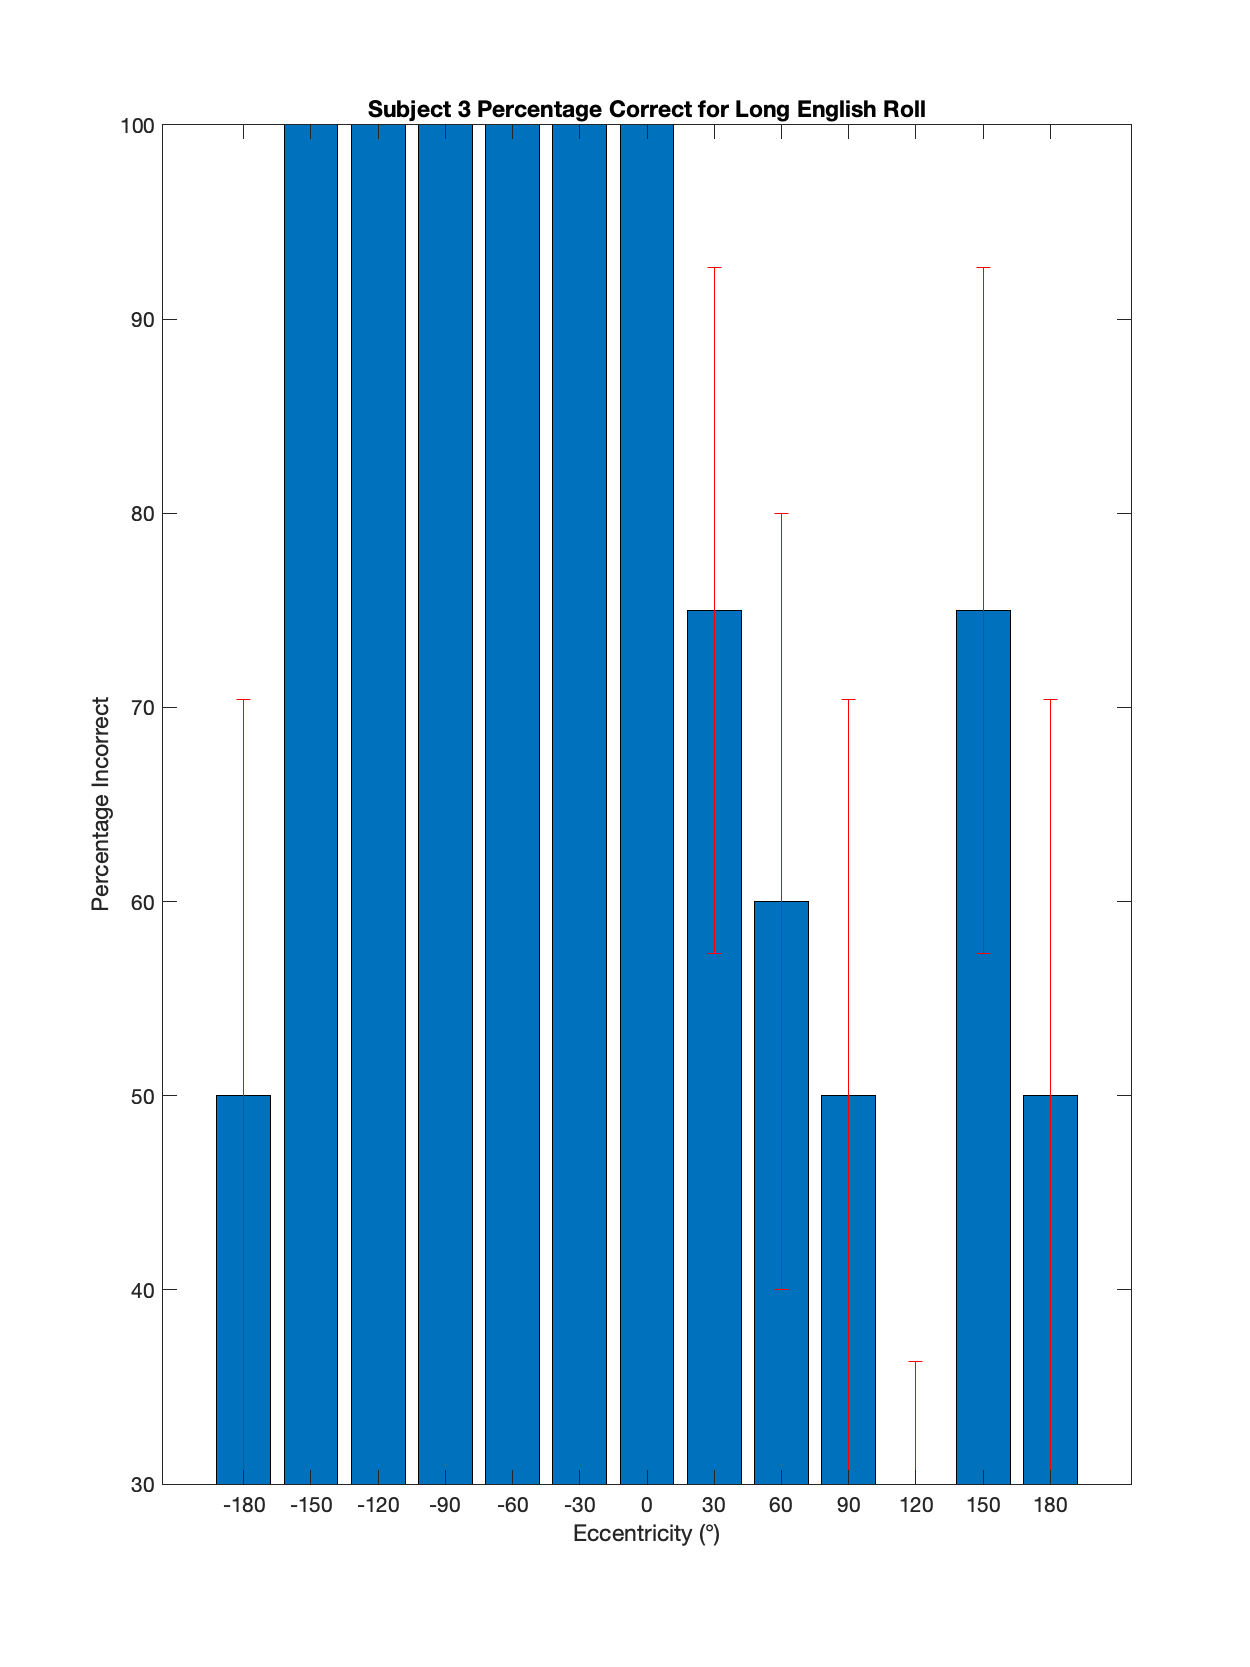 Subject 3 Percentage Correct for Long English Roll
100
90
80
70
60
50
40
30
Percentage Incorrect
-180 -150 -120 -90 -60 -30 0 30 60 90 120 150 180
Eccentricity (°)